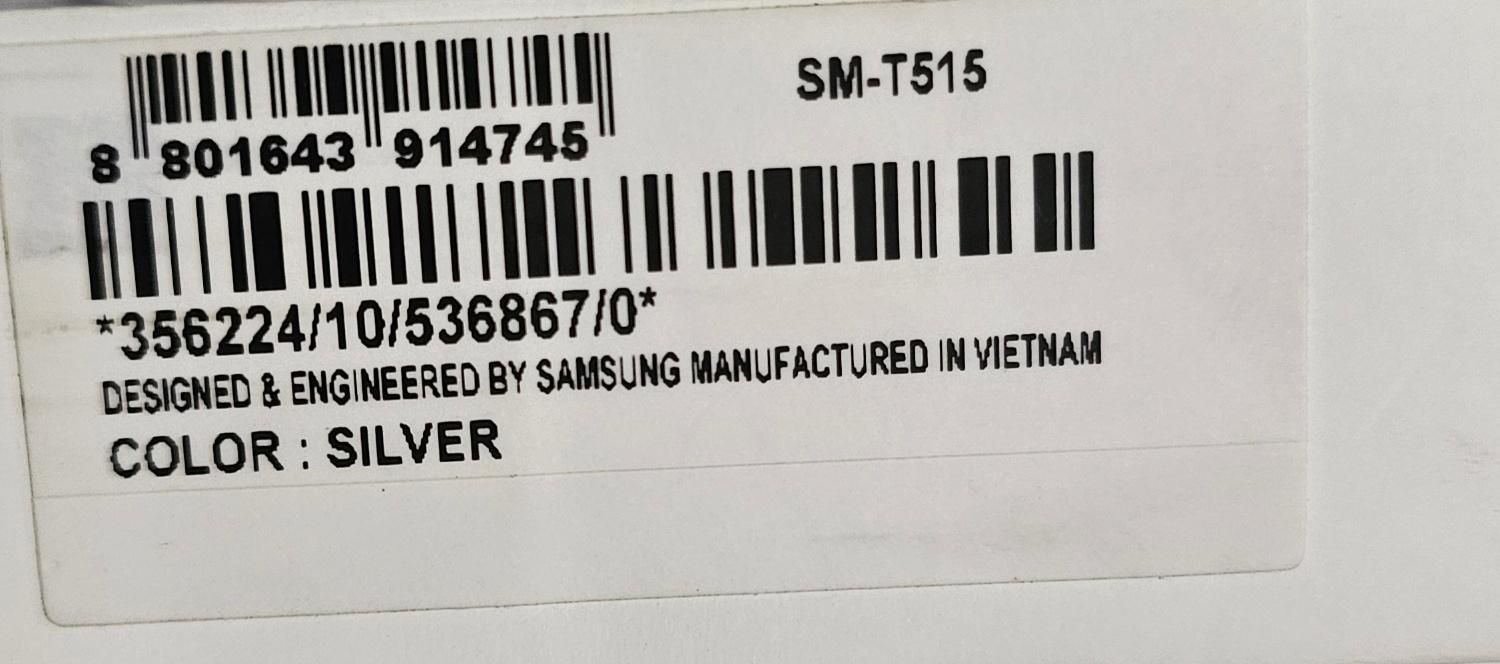 SM-T515
8 801643 914745
*356224/10/536867/0*
DESIGNED & ENGINEERED BY SAMSUNG MANUFACTURED IN VIETNAM
COLOR : SILVER